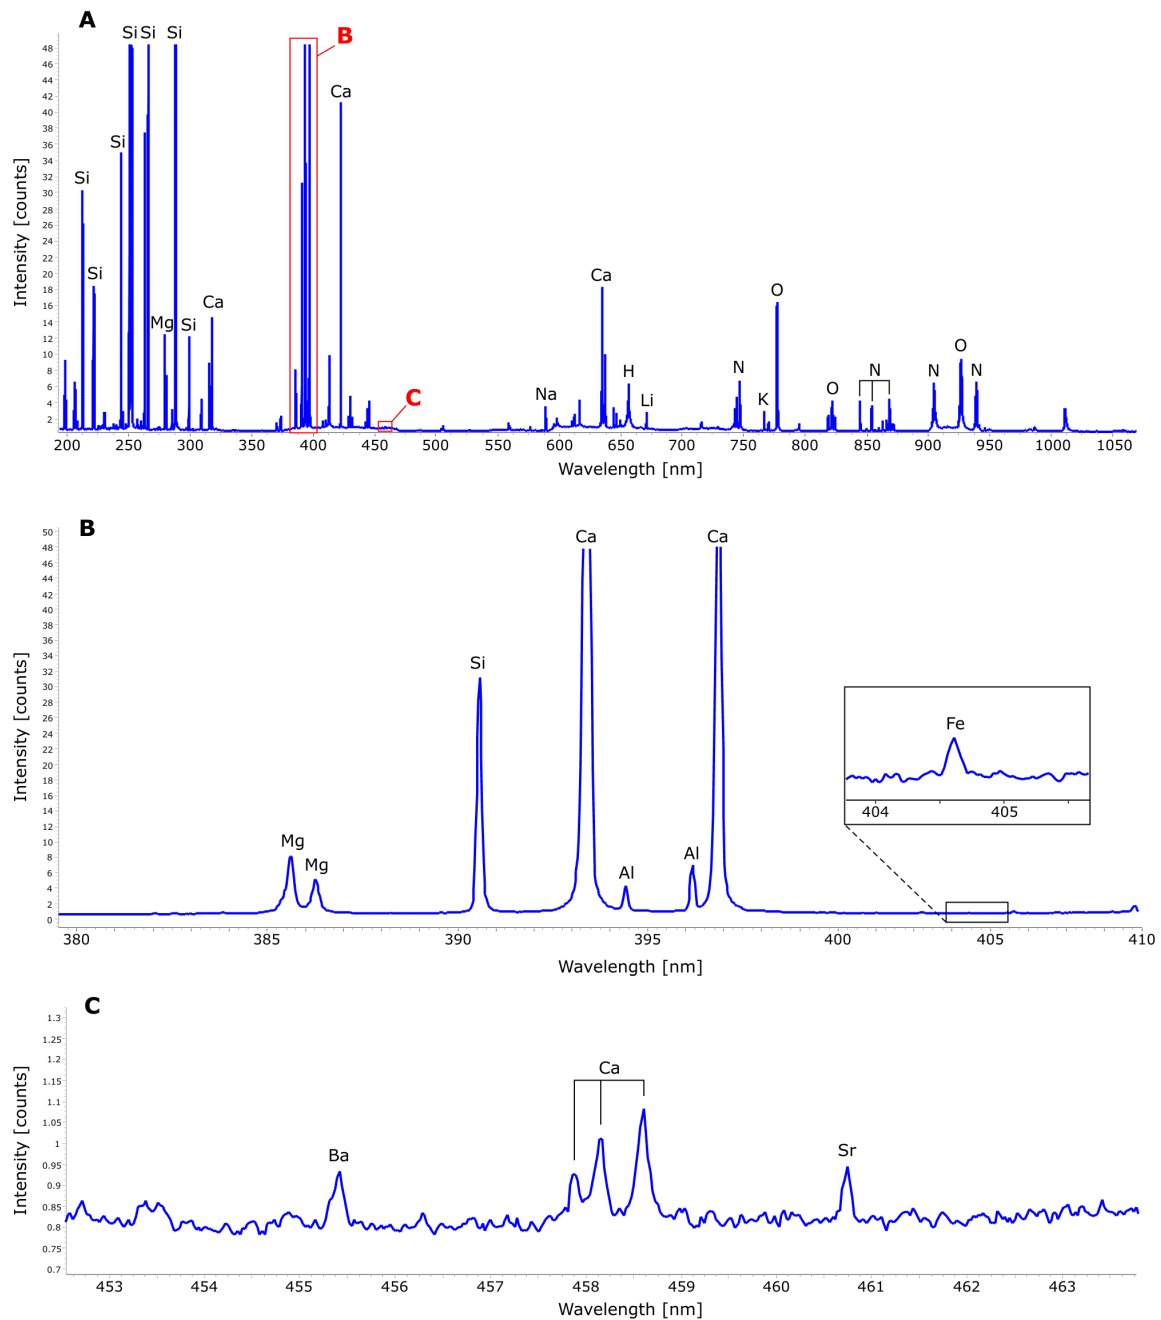 A
Si Si Si
B
Ca
Si
Si
Si
Mg
Si
Ca
C
Ca
Na
H
Li
N
K
O
O
N
N
O
N
48
46
44
42
40
38
36
34
32
30
28
26
24
22
20
18
16
14
12
10
8
6
4
2
Intensity [counts]
200 250 300 350 400 450 500 550 600 650 700 750 800 850 900 950 1000 1050
Wavelength [nm]
B
Ca Ca
Si
Mg
Mg
Al
Al
Fe
404 405
50
48
46
44
42
40
38
36
34
32
30
28
26
24
22
20
18
16
14
12
10
8
6
4
2
0
Intensity [counts]
380 385 390 395 400 405 410
Wavelength [nm]
C
Ca
Ba
Sr
1.3
1.25
1.2
1.15
1.1
1.05
1
0.95
0.9
0.85
0.8
0.75
0.7
Intensity [counts]
453 454 455 456 457 458 459 460 461 462 463
Wavelength [nm]